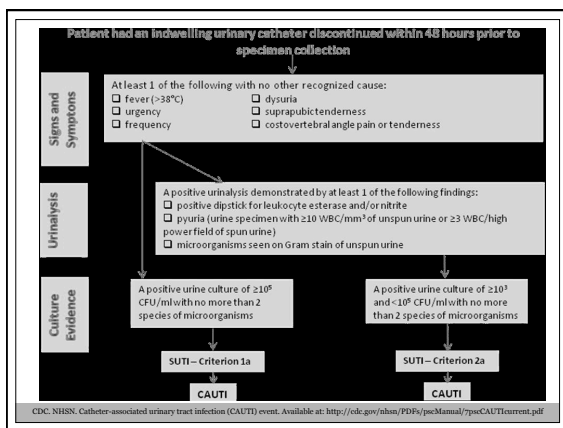 Patient had an indwelling urinary catheter discontinued within 48 hours prior to
specimen collection
Signs and
Symptons
At least 1 of the following with no other recognized cause:
❑ fever (>38°C)
❑ urgency
❑ frequency
❑ dysuria
❑ suprapubic tenderness
❑ costovertebral angle pain or tenderness
Urinalysis
A positive urinalysis demonstrated by at least 1 of the following findings:
❑ positive dipstick for leukocyte esterase and/or nitrite
❑ pyuria (urine specimen with ≥10 WBC/mm³ of unspun urine or ≥3 WBC/high
power field of spun urine)
❑ microorganisms seen on Gram stain of unspun urine
Culture
Evidence
A positive urine culture of ≥10⁵
CFU/ml with no more than 2
species of microorganisms
A positive urine culture of ≥10³
and <10⁵ CFU/ml with no more
than 2 species of microorganisms
SUTI – Criterion 1a
SUTI – Criterion 2a
CAUTI
CAUTI
CDC. NHSN. Catheter-associated urinary tract infection (CAUTI) event. Available at: http://cdc.gov/nhsn/PDFs/pscManual/7pscCAUTIcurrent.pdf